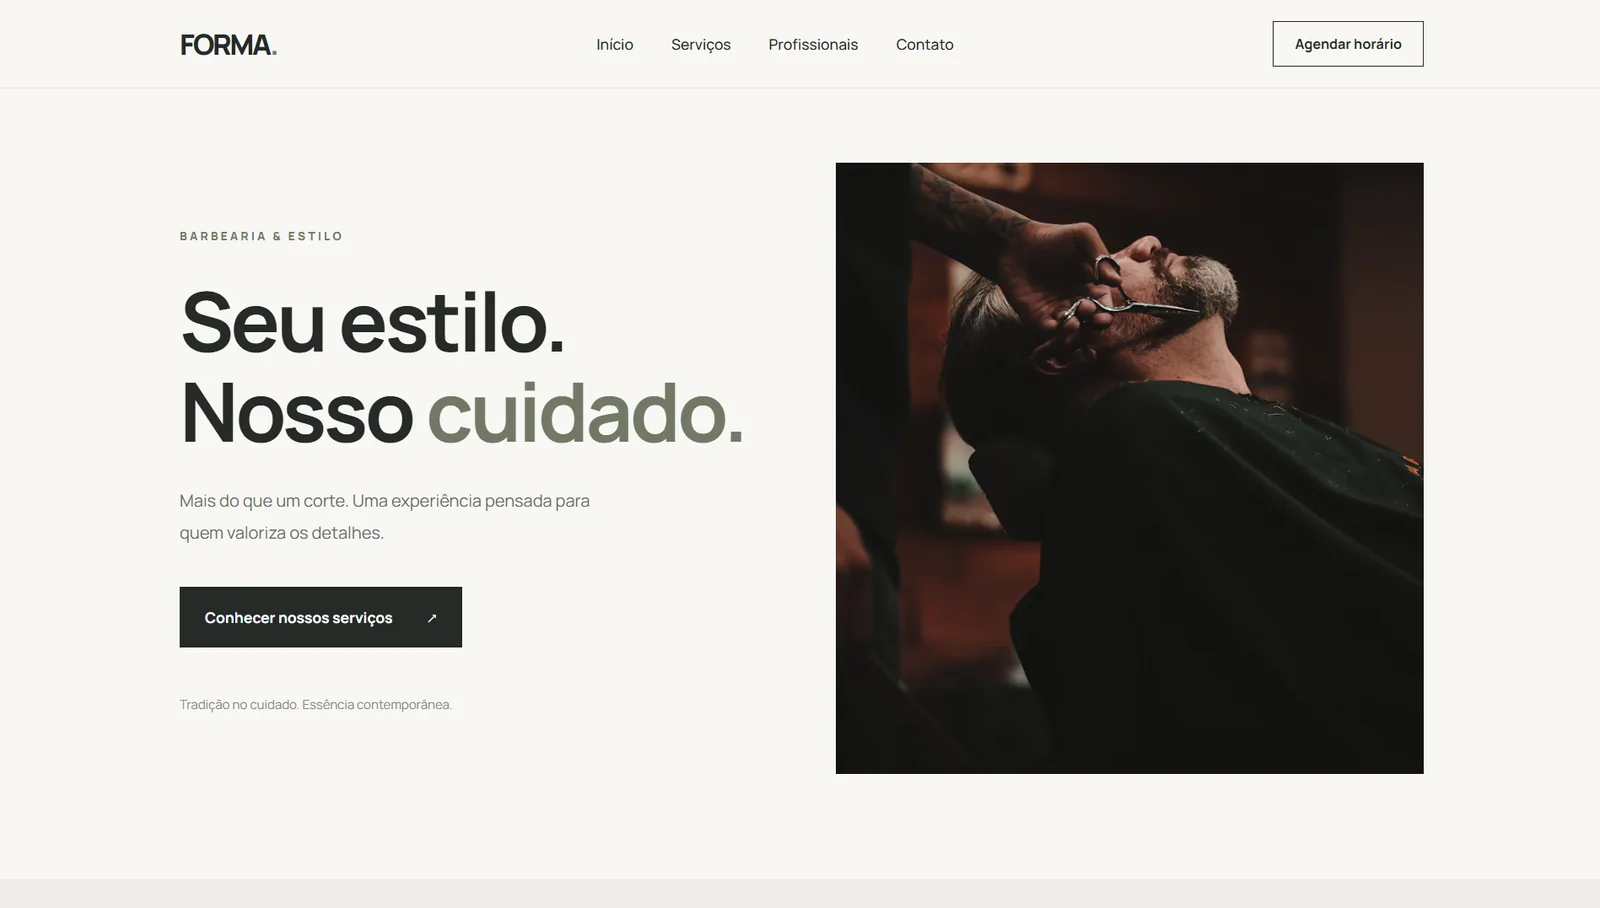 FORMA.
Início
Serviços
Profissionais
Contato
Agendar horário
BARBEARIA & ESTILO
Seu estilo.
Nosso cuidado.
Mais do que um corte. Uma experiência pensada para
quem valoriza os detalhes.
Conhecer nossos serviços ↗
Tradição no cuidado. Essência contemporânea.